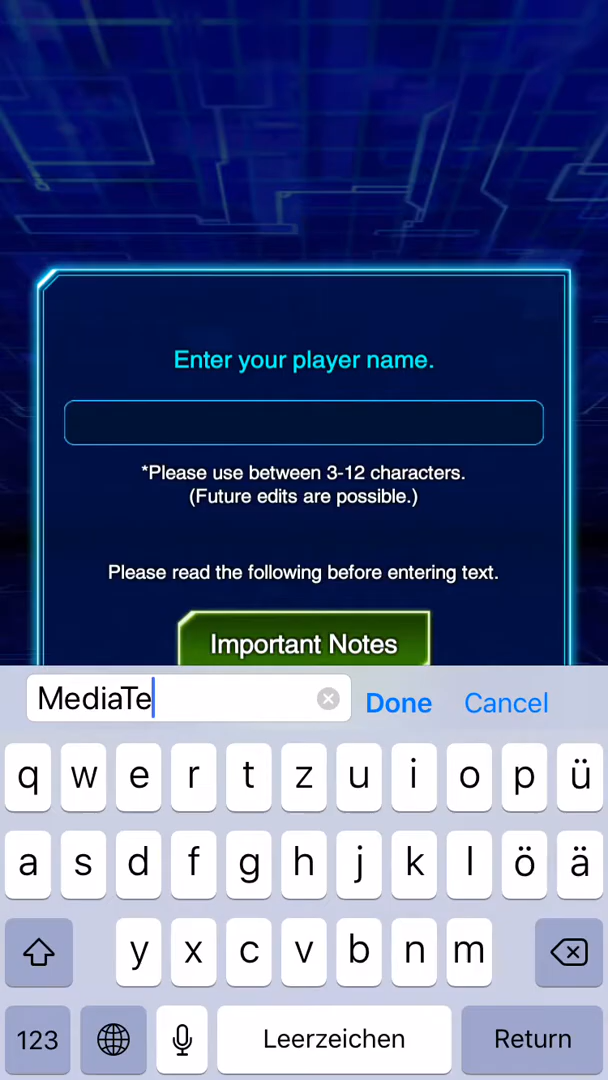 Enter your player name.
*Please use between 3-12 characters.
(Future edits are possible.)
Please read the following before entering text.
Important Notes
MediaTe Done Cancel
q w e r t z u i o p ü
a s d f g h j k l ö ä
y x c v b n m
123 Leerzeichen Return